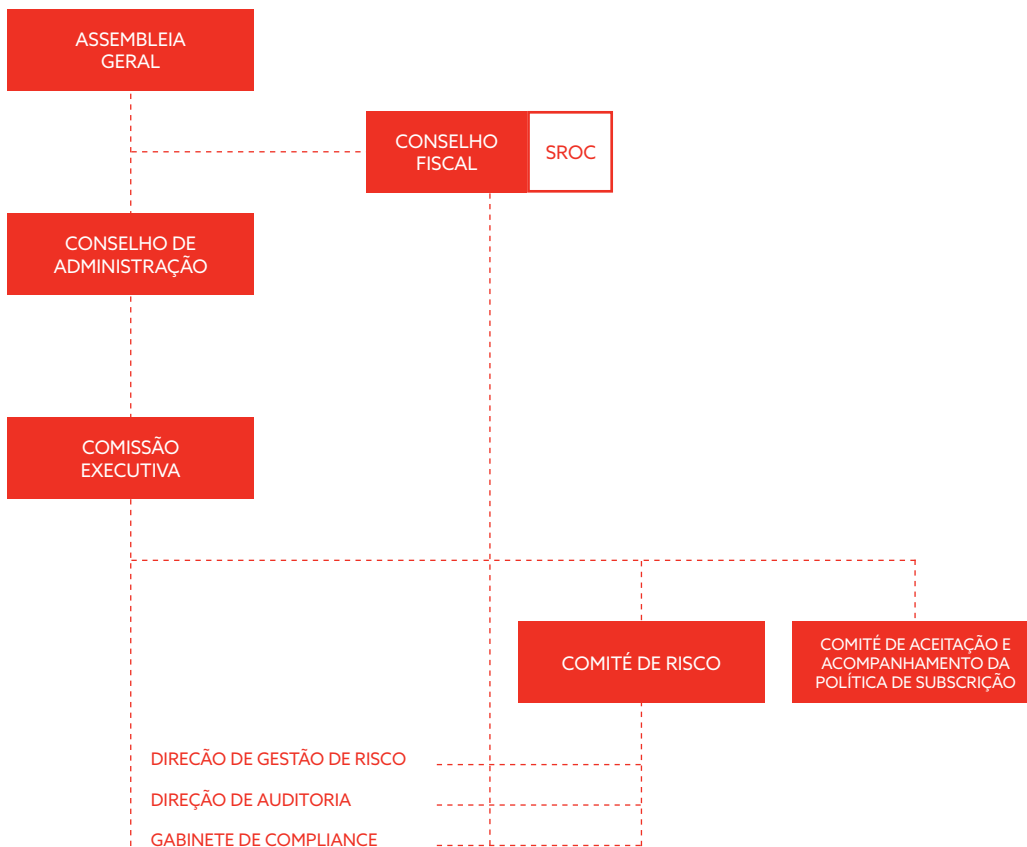 ASSEMBLEIA
GERAL
CONSELHO
FISCAL
SROC
CONSELHO DE
ADMINISTRAÇÃO
COMISSÃO
EXECUTIVA
COMITÉ DE RISCO
COMITÉ DE ACEITAÇÃO E
ACOMPANHAMENTO DA
POLÍTICA DE SUBSCRIÇÃO
DIRECÃO DE GESTÃO DE RISCO
DIREÇÃO DE AUDITORIA
GABINETE DE COMPLIANCE